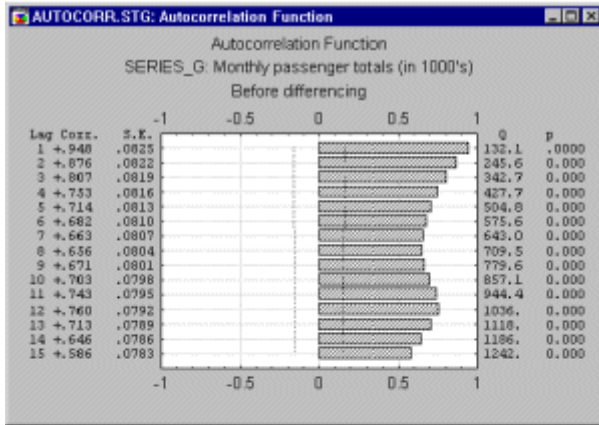 AUTOCORR.STG: Autocorrelation Function
Autocorrelation Function
SERIES_G: Monthly passenger totals (in 1000's)
Before differencing
-1 -0.5 0 0.5 1
Lag Corr. S.E. Q p
1 +.948 .0825 132.1 .0000
2 +.876 .0822 245.6 0.000
3 +.807 .0819 342.7 0.000
4 +.753 .0816 427.7 0.000
5 +.714 .0813 504.8 0.000
6 +.682 .0810 575.6 0.000
7 +.663 .0807 643.0 0.000
8 +.656 .0804 709.5 0.000
9 +.671 .0801 779.6 0.000
10 +.703 .0798 857.1 0.000
11 +.743 .0795 944.4 0.000
12 +.760 .0792 1036. 0.000
13 +.713 .0789 1118. 0.000
14 +.646 .0786 1186. 0.000
15 +.586 .0783 1242. 0.000
-1 -0.5 0 0.5 1